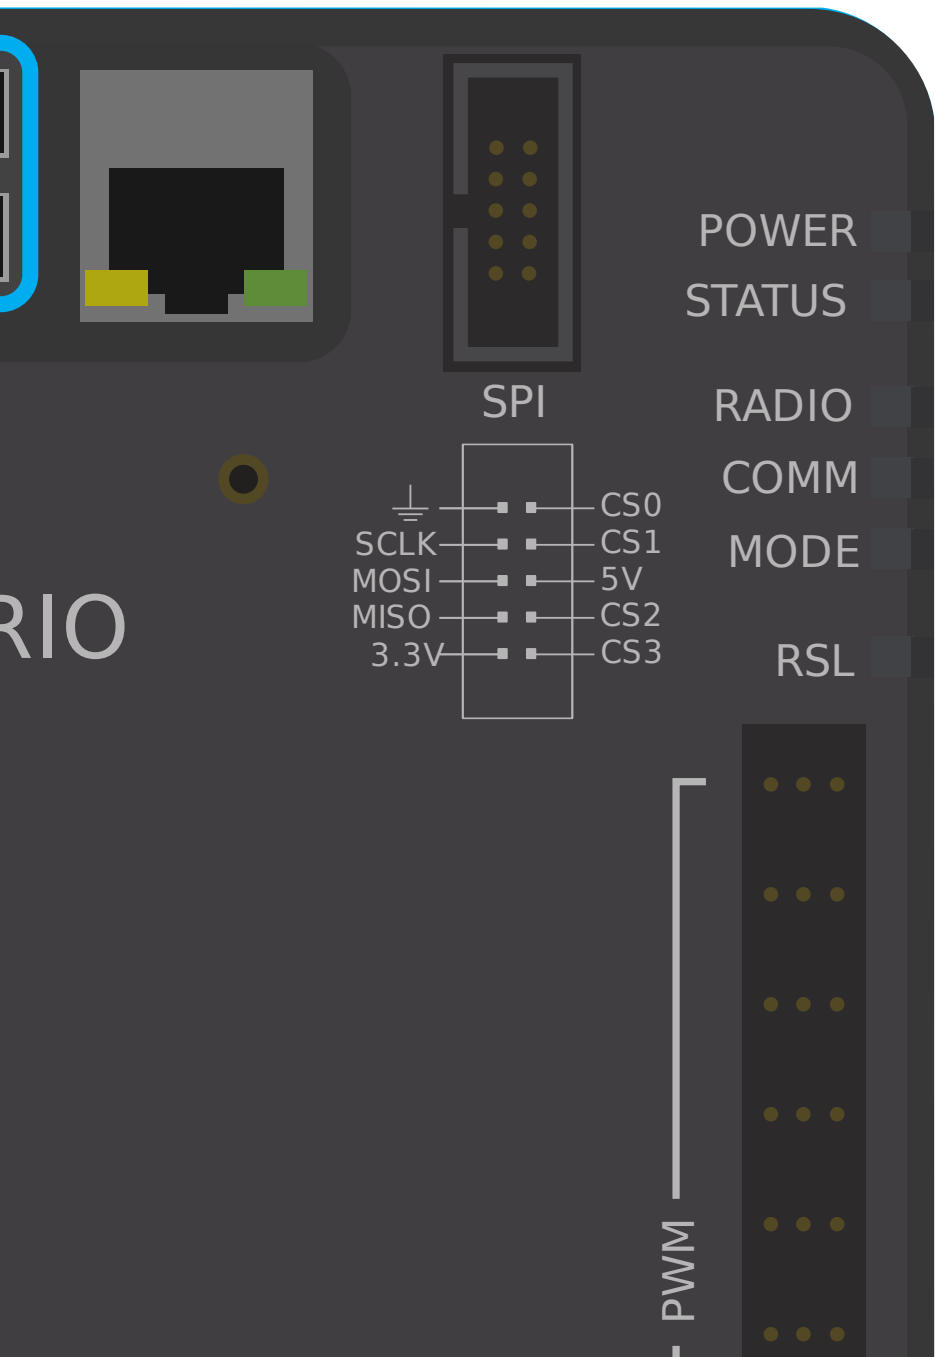 POWER
STATUS
SPI
RADIO
COMM
MODE
CS0
SCLK
CS1
MOSI
5V
MISO
CS2
3.3V
CS3
RIO
RSL
PWM